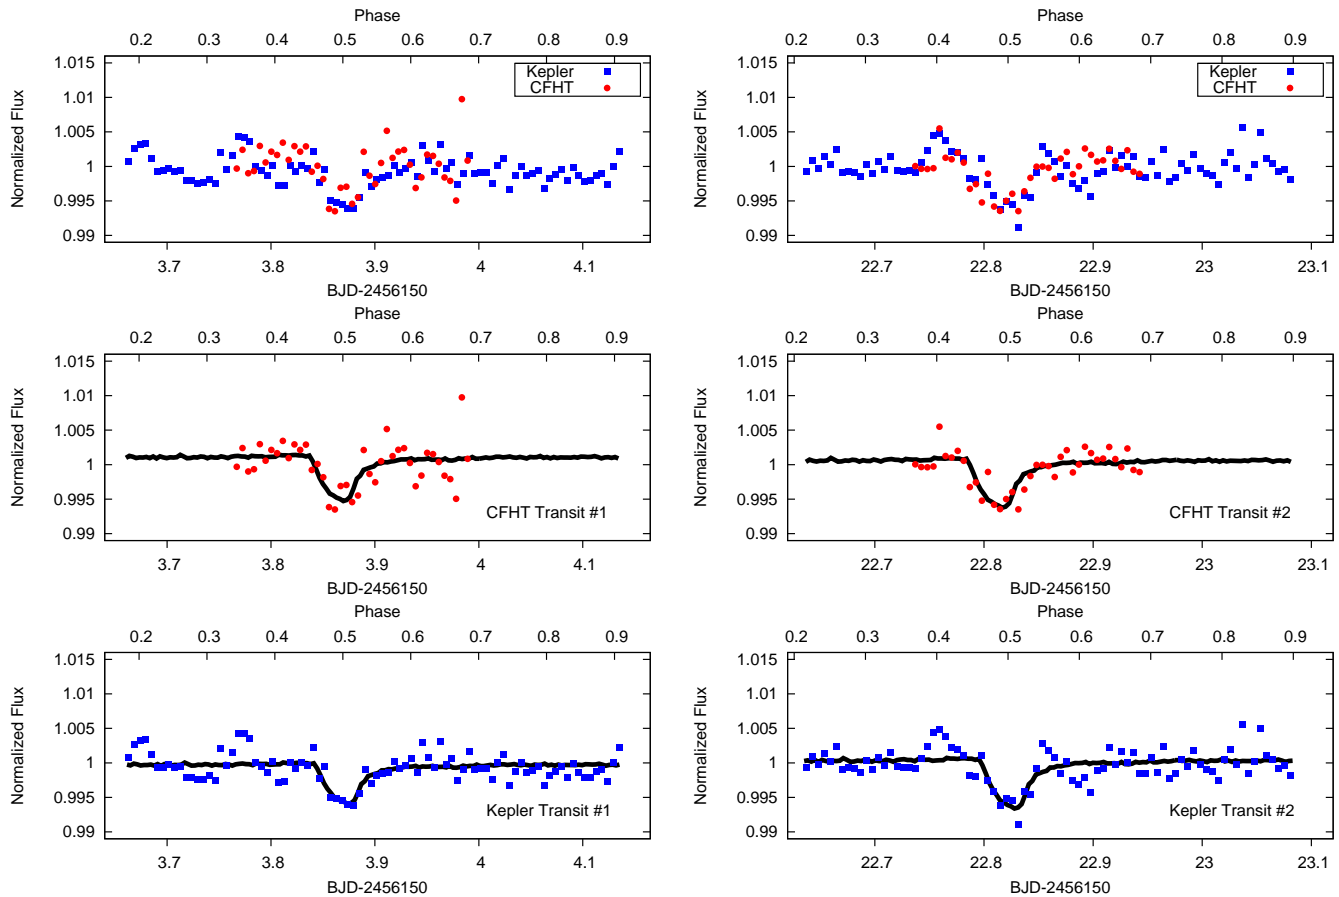 Phase
0.2 0.3 0.4 0.5 0.6 0.7 0.8 0.9
Normalized Flux
1.015
1.01
1.005
1
0.995
0.99
Kepler
CFHT
3.7 3.8 3.9 4 4.1
BJD-2456150
Phase
0.2 0.3 0.4 0.5 0.6 0.7 0.8 0.9
Normalized Flux
1.015
1.01
1.005
1
0.995
0.99
Kepler
CFHT
22.7 22.8 22.9 23 23.1
BJD-2456150
Phase
0.2 0.3 0.4 0.5 0.6 0.7 0.8 0.9
Normalized Flux
1.015
1.01
1.005
1
0.995
0.99
CFHT Transit #1
3.7 3.8 3.9 4 4.1
BJD-2456150
Phase
0.2 0.3 0.4 0.5 0.6 0.7 0.8 0.9
Normalized Flux
1.015
1.01
1.005
1
0.995
0.99
CFHT Transit #2
22.7 22.8 22.9 23 23.1
BJD-2456150
Phase
0.2 0.3 0.4 0.5 0.6 0.7 0.8 0.9
Normalized Flux
1.015
1.01
1.005
1
0.995
0.99
Kepler Transit #1
3.7 3.8 3.9 4 4.1
BJD-2456150
Phase
0.2 0.3 0.4 0.5 0.6 0.7 0.8 0.9
Normalized Flux
1.015
1.01
1.005
1
0.995
0.99
Kepler Transit #2
22.7 22.8 22.9 23 23.1
BJD-2456150